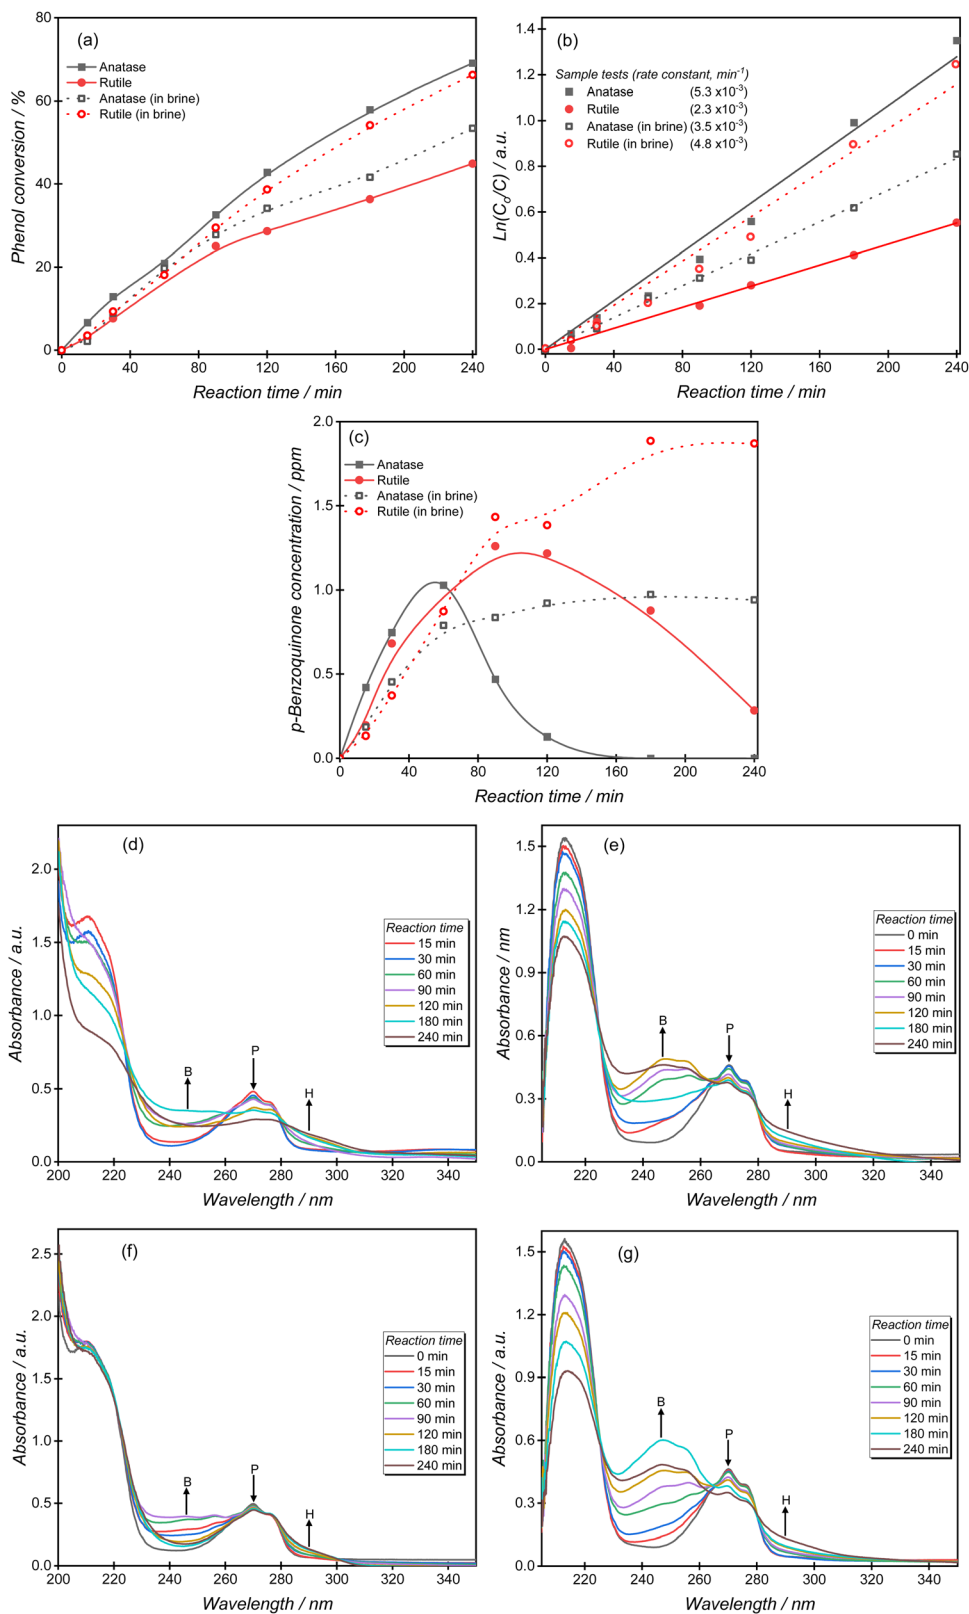 (a)
Anatase
Rutile
Anatase (in brine)
Rutile (in brine)
Phenol conversion / %
80
60
40
20
0
0 40 80 120 160 200 240
Reaction time / min
(b)
Sample tests (rate constant, min⁻¹)
Anatase (5.3 x10⁻³)
Rutile (2.3 x10⁻³)
Anatase (in brine) (3.5 x10⁻³)
Rutile (in brine) (4.8 x10⁻³)
Ln(C₀/C) / a.u.
1.4
1.2
1.0
0.8
0.6
0.4
0.2
0.0
0 40 80 120 160 200 240
Reaction time / min
(c)
Anatase
Rutile
Anatase (in brine)
Rutile (in brine)
p-Benzoquinone concentration / ppm
2.0
1.5
1.0
0.5
0.0
0 40 80 120 160 200 240
Reaction time / min
(d)
Reaction time
15 min
30 min
60 min
90 min
120 min
180 min
240 min
B
P
H
Absorbance / a.u.
2.0
1.5
1.0
0.5
0.0
200 220 240 260 280 300 320 340
Wavelength / nm
(e)
Reaction time
0 min
15 min
30 min
60 min
90 min
120 min
180 min
240 min
B
P
H
Absorbance / nm
1.5
1.2
0.9
0.6
0.3
0.0
220 240 260 280 300 320 340
Wavelength / nm
(f)
Reaction time
0 min
15 min
30 min
60 min
90 min
120 min
180 min
240 min
B
P
H
Absorbance / a.u.
2.5
2.0
1.5
1.0
0.5
0.0
200 220 240 260 280 300 320 340
Wavelength / nm
(g)
Reaction time
0 min
15 min
30 min
60 min
90 min
120 min
180 min
240 min
B
P
H
Absorbance / a.u.
1.5
1.2
0.9
0.6
0.3
0.0
220 240 260 280 300 320 340
Wavelength / nm